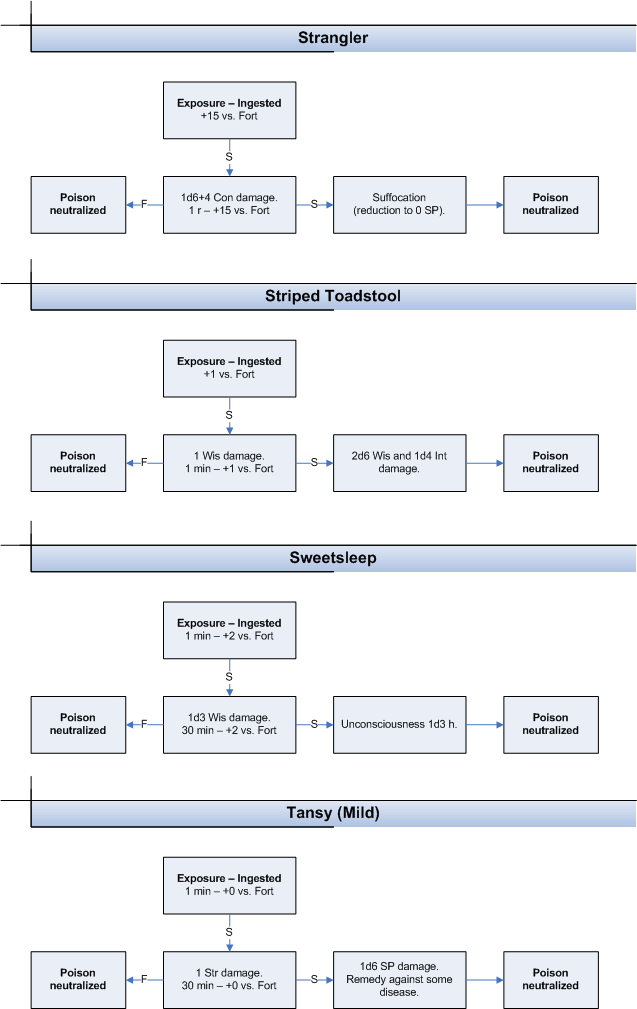 Strangler
Exposure – Ingested
+15 vs. Fort
S
Poison
neutralized
F
1d6+4 Con damage.
1 r – +15 vs. Fort
S
Suffocation
(reduction to 0 SP).
Poison
neutralized
Striped Toadstool
Exposure – Ingested
+1 vs. Fort
S
Poison
neutralized
F
1 Wis damage.
1 min – +1 vs. Fort
S
2d6 Wis and 1d4 Int
damage.
Poison
neutralized
Sweetsleep
Exposure – Ingested
1 min – +2 vs. Fort
S
Poison
neutralized
F
1d3 Wis damage.
30 min – +2 vs. Fort
S
Unconsciousness 1d3 h.
Poison
neutralized
Tansy (Mild)
Exposure – Ingested
1 min – +0 vs. Fort
S
Poison
neutralized
F
1 Str damage.
30 min – +0 vs. Fort
S
1d6 SP damage.
Remedy against some
disease.
Poison
neutralized